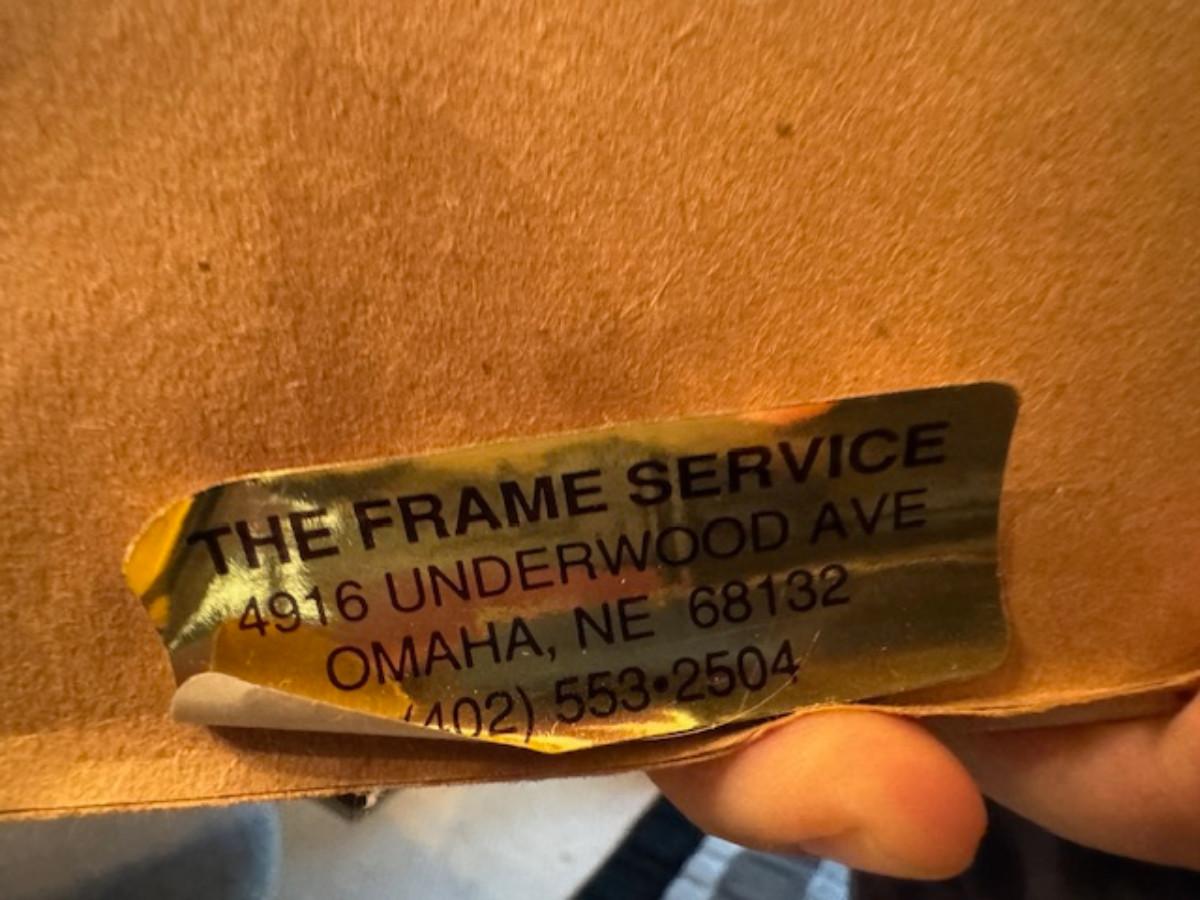 THE FRAME SERVICE
4916 UNDERWOOD AVE
OMAHA, NE 68132
(402) 553•2504